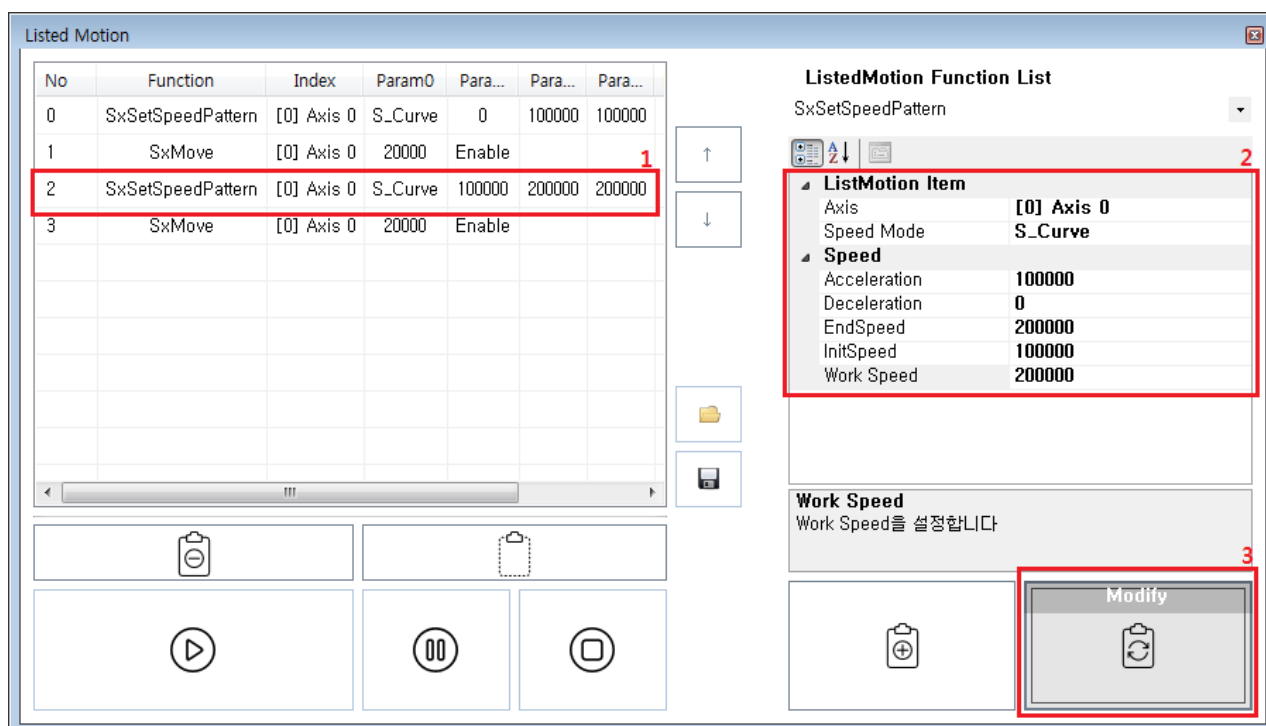 Listed Motion
No Function Index Param0 Para... Para... Para...
0 SxSetSpeedPattern [0] Axis 0 S_Curve 0 100000 100000
1 SxMove [0] Axis 0 20000 Enable
1
2 SxSetSpeedPattern [0] Axis 0 S_Curve 100000 200000 200000
3 SxMove [0] Axis 0 20000 Enable
ListedMotion Function List
SxSetSpeedPattern
2
ListMotion Item
Axis [0] Axis 0
Speed Mode S_Curve
Speed
Acceleration 100000
Deceleration 0
EndSpeed 200000
InitSpeed 100000
Work Speed 200000
Work Speed
Work Speed을 설정합니다
3
Modify